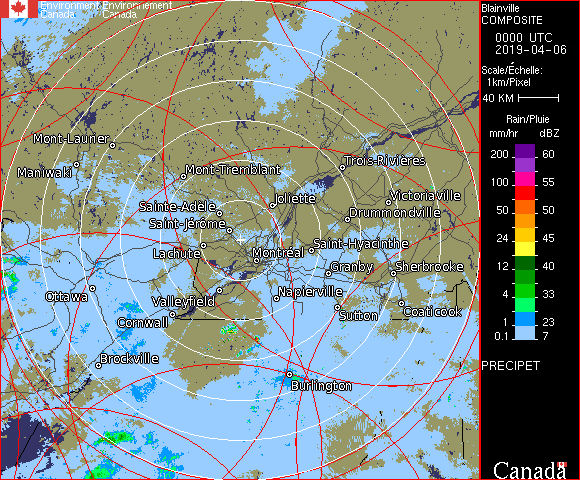 Environment Environnement
Canada Canada
Blainville
COMPOSITE
0000 UTC
2019-04-06
Scale/Échelle:
1km/Pixel
40 KM
Rain/Pluie
mm/hr dBZ
200 60
100 55
50 50
24 45
12 40
4 33
1 23
0.1 7
PRECIPET
Canada
Mont-Laurier
Maniwaki
Mont-Tremblant
Trois-Rivières
Joliette
Victoriaville
Sainte-Adele
Drummondville
Saint-Jérôme
Lachute
Montréal
Saint-Hyacinthe
Granby
Sherbrooke
Ottawa
Valleyfield
Napierville
Cornwall
Sutton
Coaticook
Brockville
Burlington